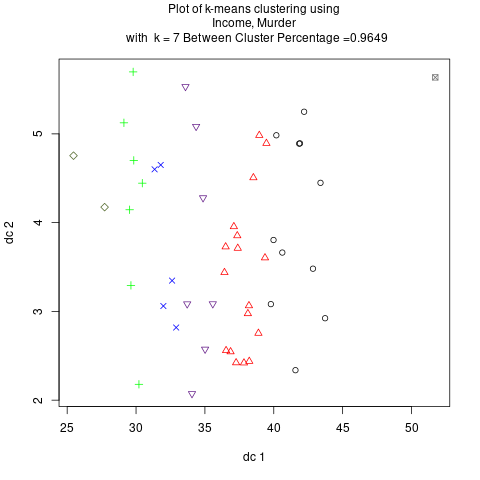 Plot of k-means clustering using
Income, Murder
with k = 7 Between Cluster Percentage =0.9649
5
4
3
2
dc 2
25 30 35 40 45 50
dc 1